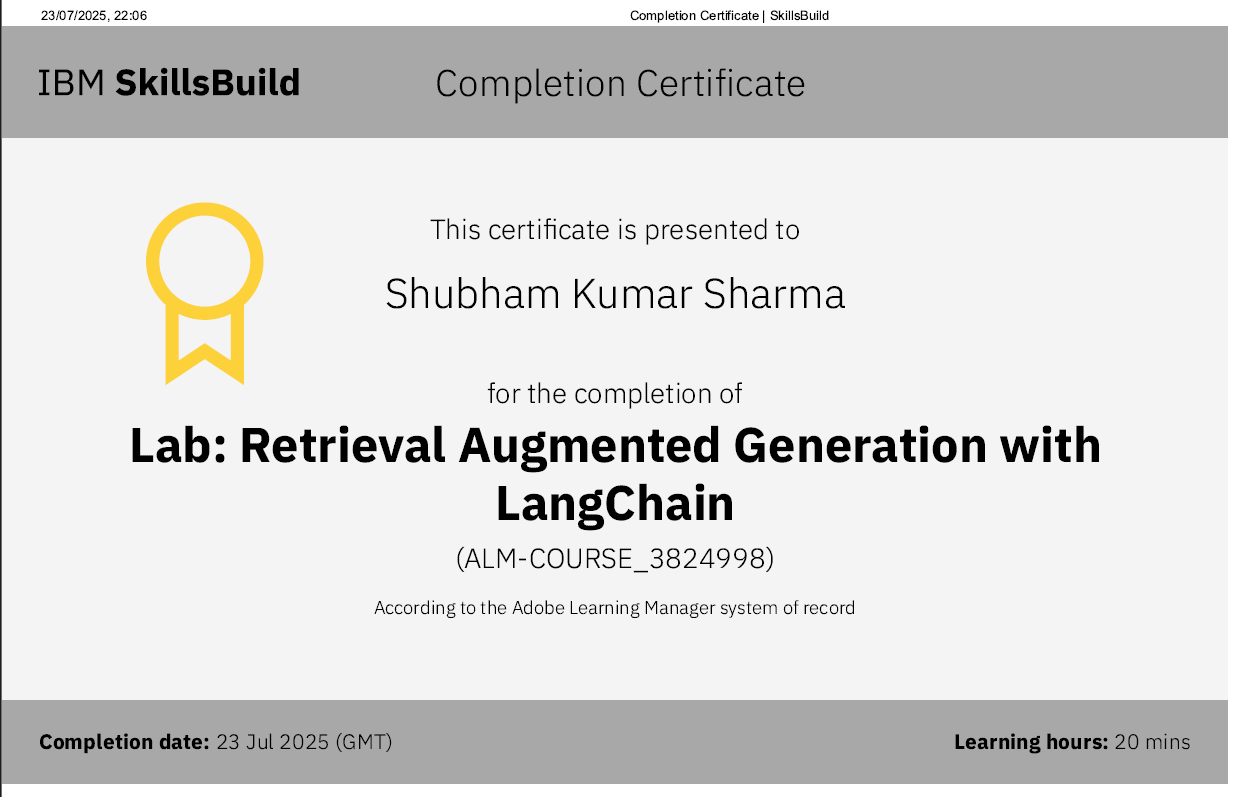 23/07/2025, 22:06
Completion Certificate | SkillsBuild
IBM SkillsBuild
Completion Certificate
This certificate is presented to
Shubham Kumar Sharma
for the completion of
Lab: Retrieval Augmented Generation with
LangChain
(ALM-COURSE_3824998)
According to the Adobe Learning Manager system of record
Completion date: 23 Jul 2025 (GMT)
Learning hours: 20 mins